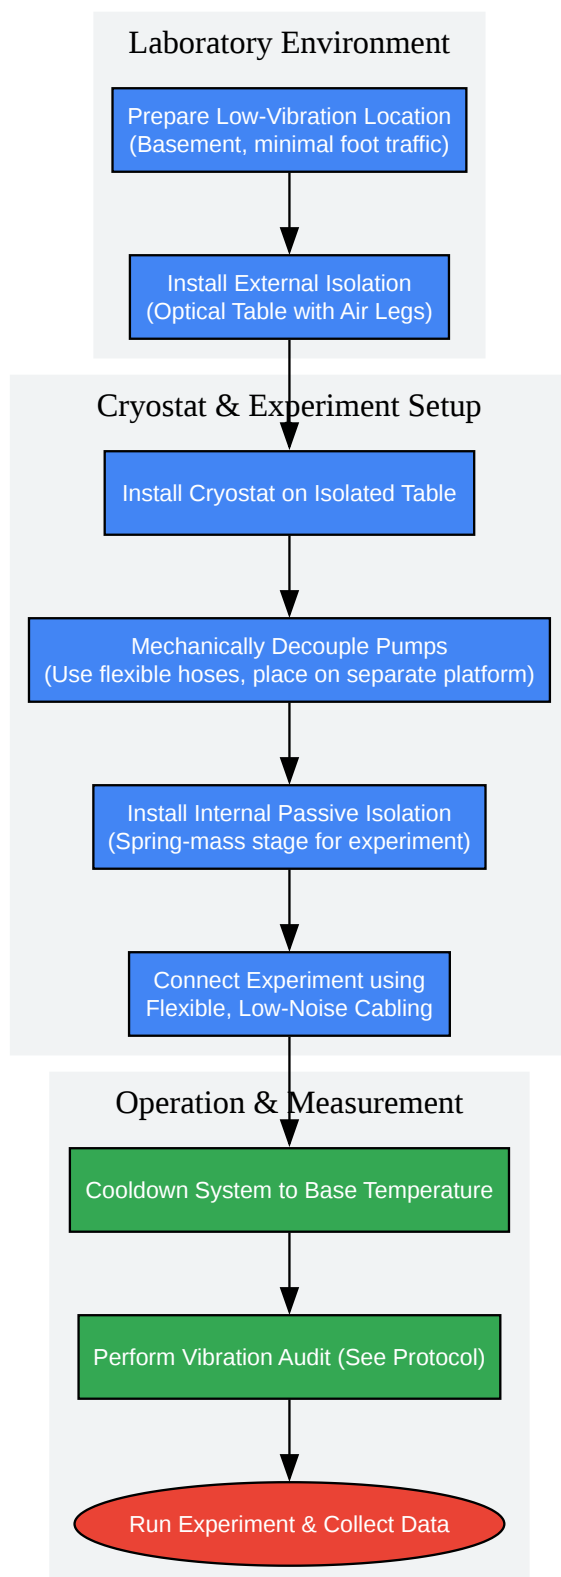 Laboratory Environment
Prepare Low-Vibration Location
(Basement, minimal foot traffic)
Install External Isolation
(Optical Table with Air Legs)
Cryostat & Experiment Setup
Install Cryostat on Isolated Table
Mechanically Decouple Pumps
(Use flexible hoses, place on separate platform)
Install Internal Passive Isolation
(Spring-mass stage for experiment)
Connect Experiment using
Flexible, Low-Noise Cabling
Operation & Measurement
Cooldown System to Base Temperature
Perform Vibration Audit (See Protocol)
Run Experiment & Collect Data